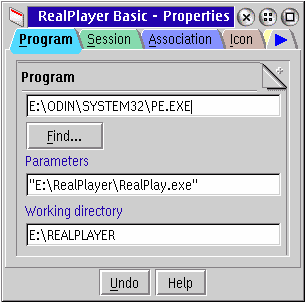 RealPlayer Basic - Properties
Program Session Association Icon
Program
E:\ODIN\SYSTEM32\PE.EXE
Find...
Parameters
"E:\RealPlayer\RealPlay.exe"
Working directory
E:\REALPLAYER
Undo Help